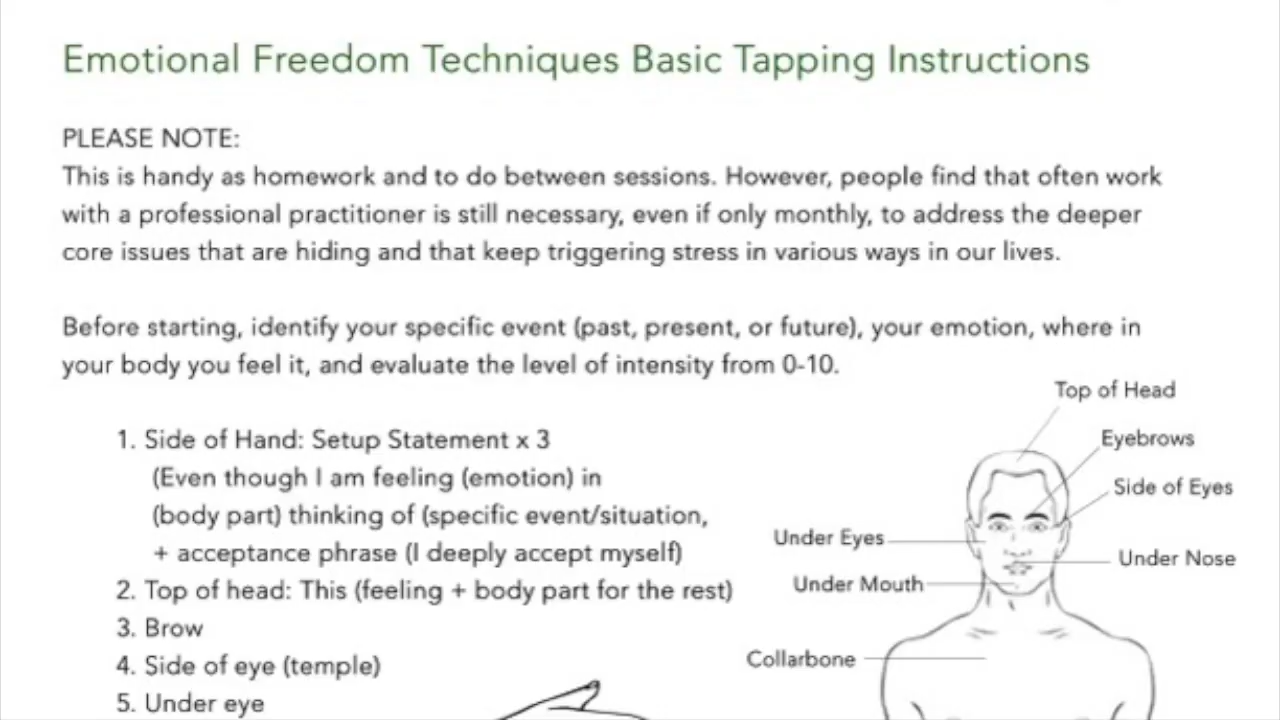 Emotional Freedom Techniques Basic Tapping Instructions
PLEASE NOTE:
This is handy as homework and to do between sessions. However, people find that often work
with a professional practitioner is still necessary, even if only monthly, to address the deeper
core issues that are hiding and that keep triggering stress in various ways in our lives.
Before starting, identify your specific event (past, present, or future), your emotion, where in
your body you feel it, and evaluate the level of intensity from 0-10.
1. Side of Hand: Setup Statement x 3
(Even though I am feeling (emotion) in
(body part) thinking of (specific event/situation,
+ acceptance phrase (I deeply accept myself)
2. Top of head: This (feeling + body part for the rest)
3. Brow
4. Side of eye (temple)
5. Under eye
Top of Head
Eyebrows
Side of Eyes
Under Eyes
Under Nose
Under Mouth
Collarbone